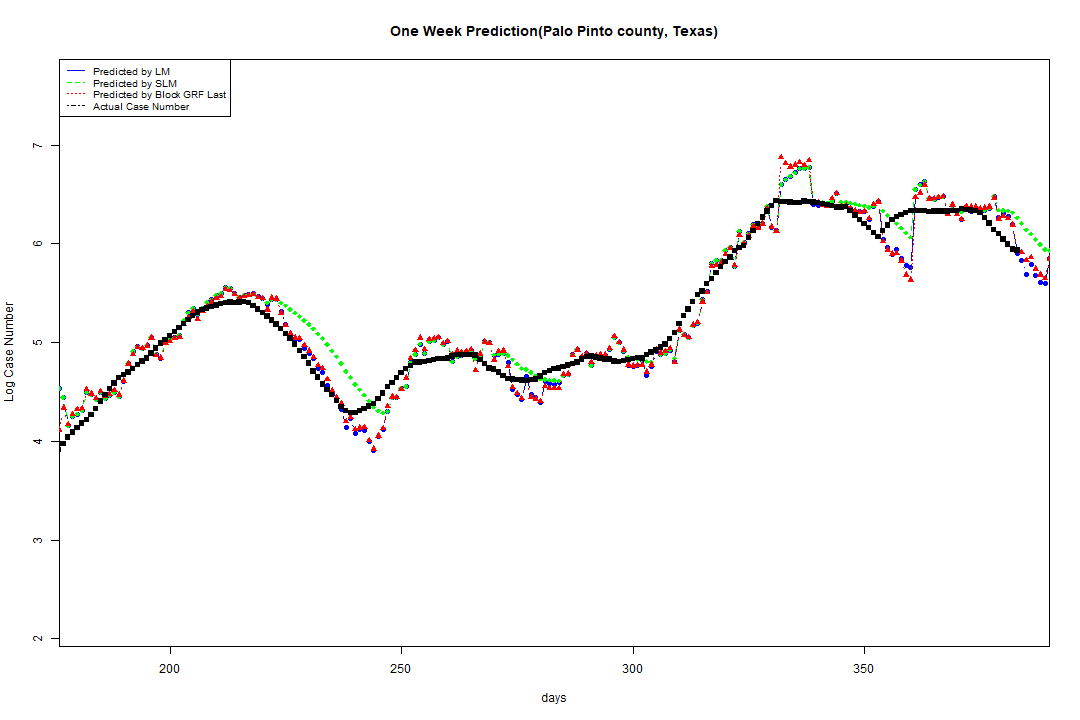 One Week Prediction(Palo Pinto county, Texas)
Predicted by LM
Predicted by SLM
Predicted by Block GRF Last
Actual Case Number
7
6
5
4
3
2
Log Case Number
200 250 300 350
days